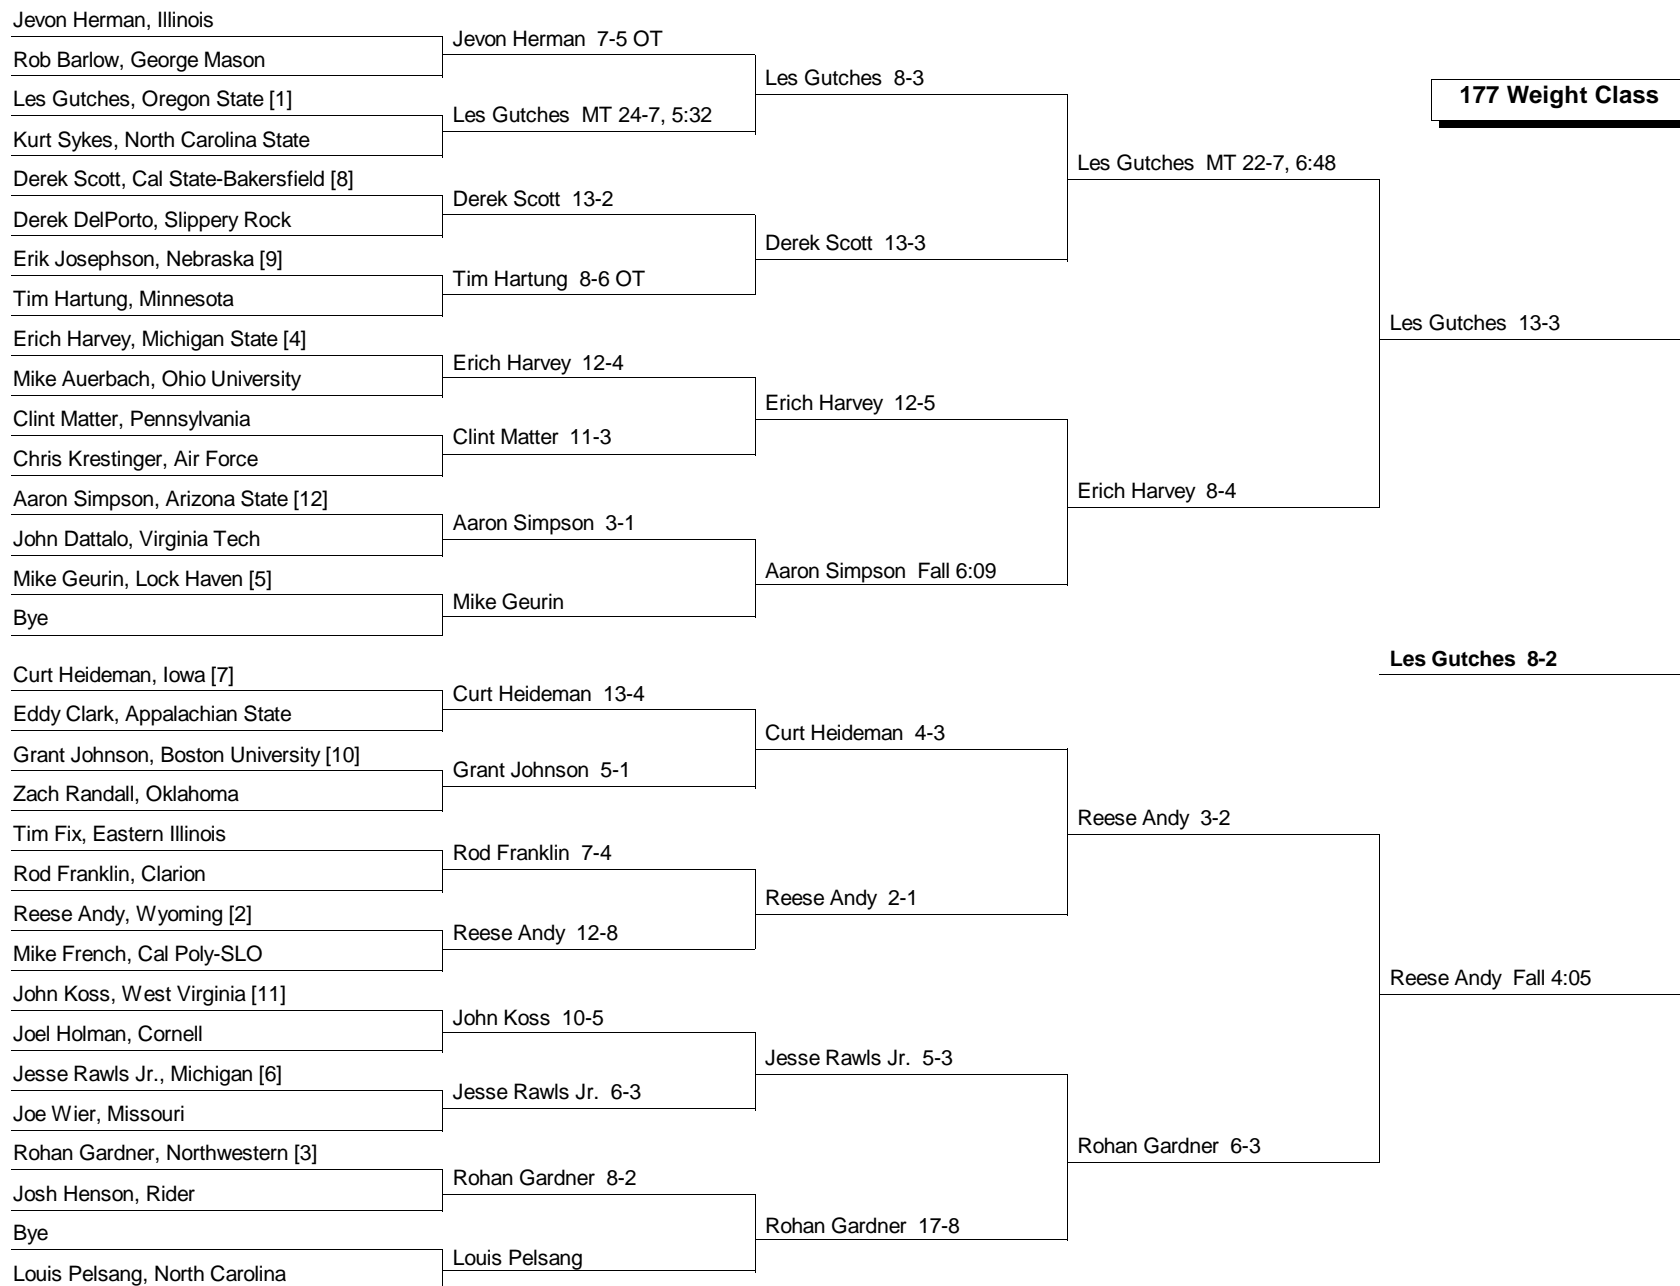 177 Weight Class
Jevon Herman, Illinois
Rob Barlow, George Mason
Les Gutches, Oregon State [1]
Kurt Sykes, North Carolina State
Derek Scott, Cal State-Bakersfield [8]
Derek DelPorto, Slippery Rock
Erik Josephson, Nebraska [9]
Tim Hartung, Minnesota
Erich Harvey, Michigan State [4]
Mike Auerbach, Ohio University
Clint Matter, Pennsylvania
Chris Krestinger, Air Force
Aaron Simpson, Arizona State [12]
John Dattalo, Virginia Tech
Mike Geurin, Lock Haven [5]
Bye
Curt Heideman, Iowa [7]
Eddy Clark, Appalachian State
Grant Johnson, Boston University [10]
Zach Randall, Oklahoma
Tim Fix, Eastern Illinois
Rod Franklin, Clarion
Reese Andy, Wyoming [2]
Mike French, Cal Poly-SLO
John Koss, West Virginia [11]
Joel Holman, Cornell
Jesse Rawls Jr., Michigan [6]
Joe Wier, Missouri
Rohan Gardner, Northwestern [3]
Josh Henson, Rider
Bye
Louis Pelsang, North Carolina
Jevon Herman 7-5 OT
Les Gutches MT 24-7, 5:32
Derek Scott 13-2
Tim Hartung 8-6 OT
Erich Harvey 12-4
Clint Matter 11-3
Aaron Simpson 3-1
Mike Geurin
Curt Heideman 13-4
Grant Johnson 5-1
Rod Franklin 7-4
Reese Andy 12-8
John Koss 10-5
Jesse Rawls Jr. 6-3
Rohan Gardner 8-2
Louis Pelsang
Les Gutches 8-3
Derek Scott 13-3
Erich Harvey 12-5
Aaron Simpson Fall 6:09
Curt Heideman 4-3
Reese Andy 2-1
Jesse Rawls Jr. 5-3
Rohan Gardner 17-8
Les Gutches MT 22-7, 6:48
Erich Harvey 8-4
Reese Andy 3-2
Rohan Gardner 6-3
Les Gutches 13-3
Les Gutches 8-2
Reese Andy Fall 4:05